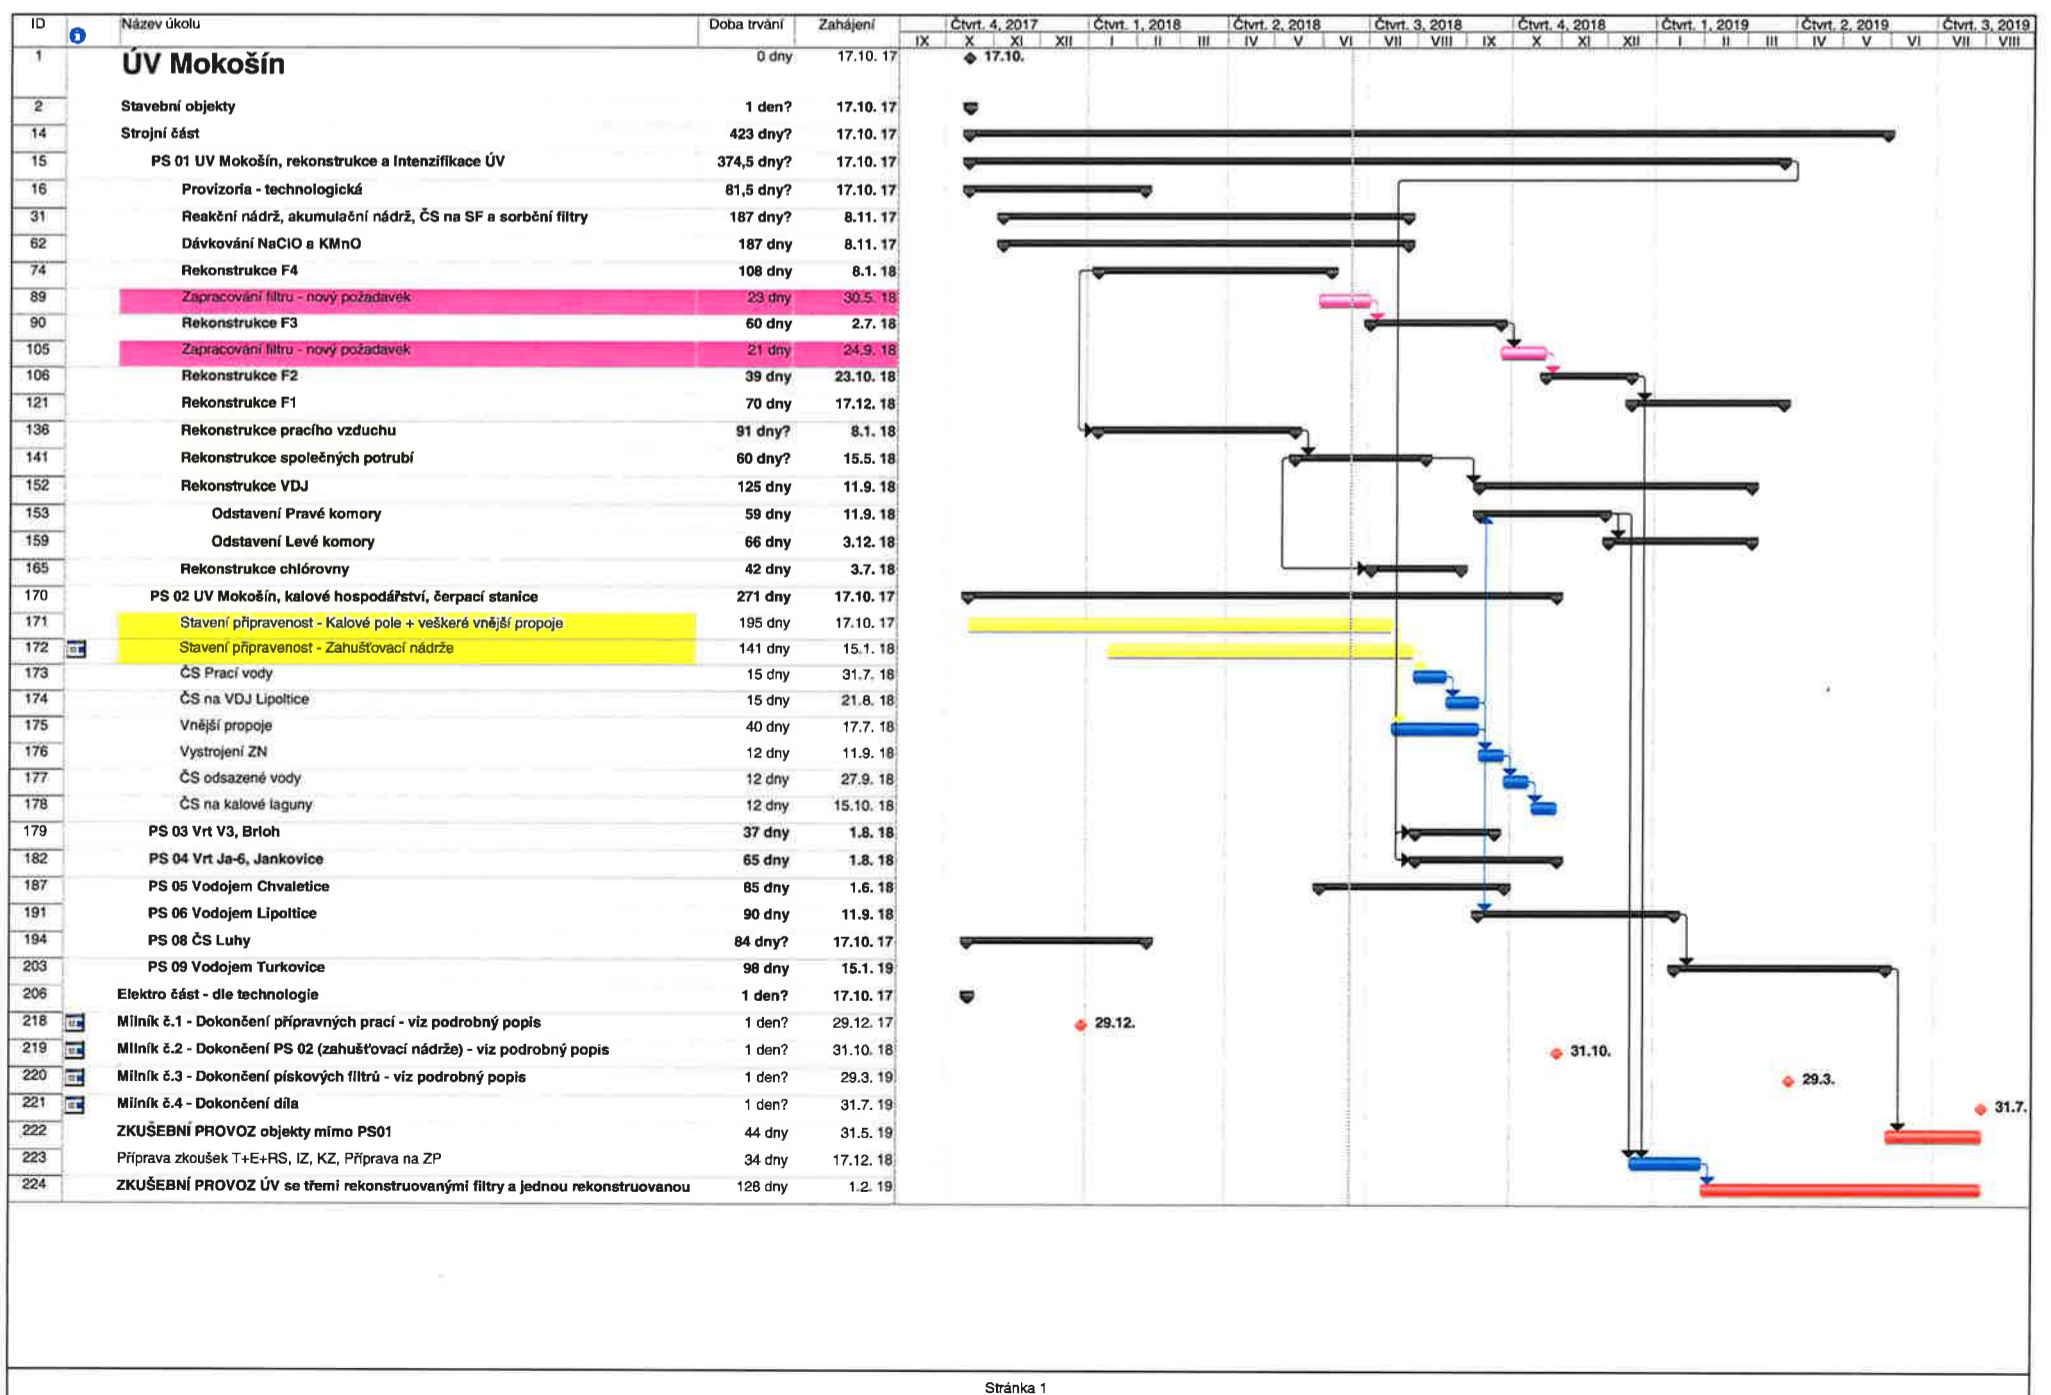 ID Název úkolu Doba trvání Zahájení Čtvrt. 4, 2017 Čtvrt. 1, 2018 Čtvrt. 2, 2018 Čtvrt. 3, 2018 Čtvrt. 4, 2018 Čtvrt. 1, 2019 Čtvrt. 2, 2019 Čtvrt. 3, 2019
IX X XI XII I II III IV V VI VII VIII IX X XI XII I II III IV V VI VII VIII
1 ÚV Mokošín 0 dny 17.10. 17 17.10.
2 Stavební objekty 1 den? 17.10. 17
14 Strojní část 423 dny? 17.10. 17
15 PS 01 UV Mokošín, rekonstrukce a Intenzifikace ÚV 374,5 dny? 17.10. 17
16 Provizoria - technologická 81,5 dny? 17.10. 17
31 Reakční nádrž, akumulační nádrž, ČS na SF a sorbční filtry 187 dny? 8.11. 17
62 Dávkování NaClO a KMnO 187 dny 8.11. 17
74 Rekonstrukce F4 108 dny 8.1. 18
89 Zapracování filtru - nový požadavek 23 dny 30.5. 18
90 Rekonstrukce F3 60 dny 2.7. 18
105 Zapracování filtru - nový požadavek 21 dny 24.9. 18
106 Rekonstrukce F2 39 dny 23.10. 18
121 Rekonstrukce F1 70 dny 17.12. 18
136 Rekonstrukce pracího vzduchu 91 dny? 8.1. 18
141 Rekonstrukce společných potrubí 60 dny? 15.5. 18
152 Rekonstrukce VDJ 125 dny 11.9. 18
153 Odstavení Pravé komory 59 dny 11.9. 18
159 Odstavení Levé komory 66 dny 3.12. 18
165 Rekonstrukce chlórovny 42 dny 3.7. 18
170 PS 02 UV Mokošín, kalové hospodářství, čerpací stanice 271 dny 17.10. 17
171 Stavení připravenost - Kalové pole + veškeré vnější propoje 195 dny 17.10. 17
172 Stavení připravenost - Zahušťovací nádrže 141 dny 15.1. 18
173 ČS Prací vody 15 dny 31.7. 18
174 ČS na VDJ Lipoltice 15 dny 21.8. 18
175 Vnější propoje 40 dny 17.7. 18
176 Vystrojení ZN 12 dny 11.9. 18
177 ČS odsazené vody 12 dny 27.9. 18
178 ČS na kalové laguny 12 dny 15.10. 18
179 PS 03 Vrt V3, Brloh 37 dny 1.8. 18
182 PS 04 Vrt Ja-6, Jankovice 65 dny 1.8. 18
187 PS 05 Vodojem Chvaletice 85 dny 1.6. 18
191 PS 06 Vodojem Lipoltice 90 dny 11.9. 18
194 PS 08 ČS Luhy 84 dny? 17.10. 17
203 PS 09 Vodojem Turkovice 98 dny 15.1. 19
206 Elektro část - dle technologie 1 den? 17.10. 17
218 Milník č.1 - Dokončení přípravných prací - viz podrobný popis 1 den? 29.12. 17 29.12.
219 Milník č.2 - Dokončení PS 02 (zahušťovací nádrže) - viz podrobný popis 1 den? 31.10. 18 31.10.
220 Milník č.3 - Dokončení pískových filtrů - viz podrobný popis 1 den? 29.3. 19 29.3.
221 Milník č.4 - Dokončení díla 1 den? 31.7. 19 31.7.
222 ZKUŠEBNÍ PROVOZ objekty mimo PS01 44 dny 31.5. 19
223 Příprava zkoušek T+E+RS, IZ, KZ, Příprava na ZP 34 dny 17.12. 18
224 ZKUŠEBNÍ PROVOZ ÚV se třemi rekonstruovanými filtry a jednou rekonstruovanou 128 dny 1.2. 19
Stránka 1